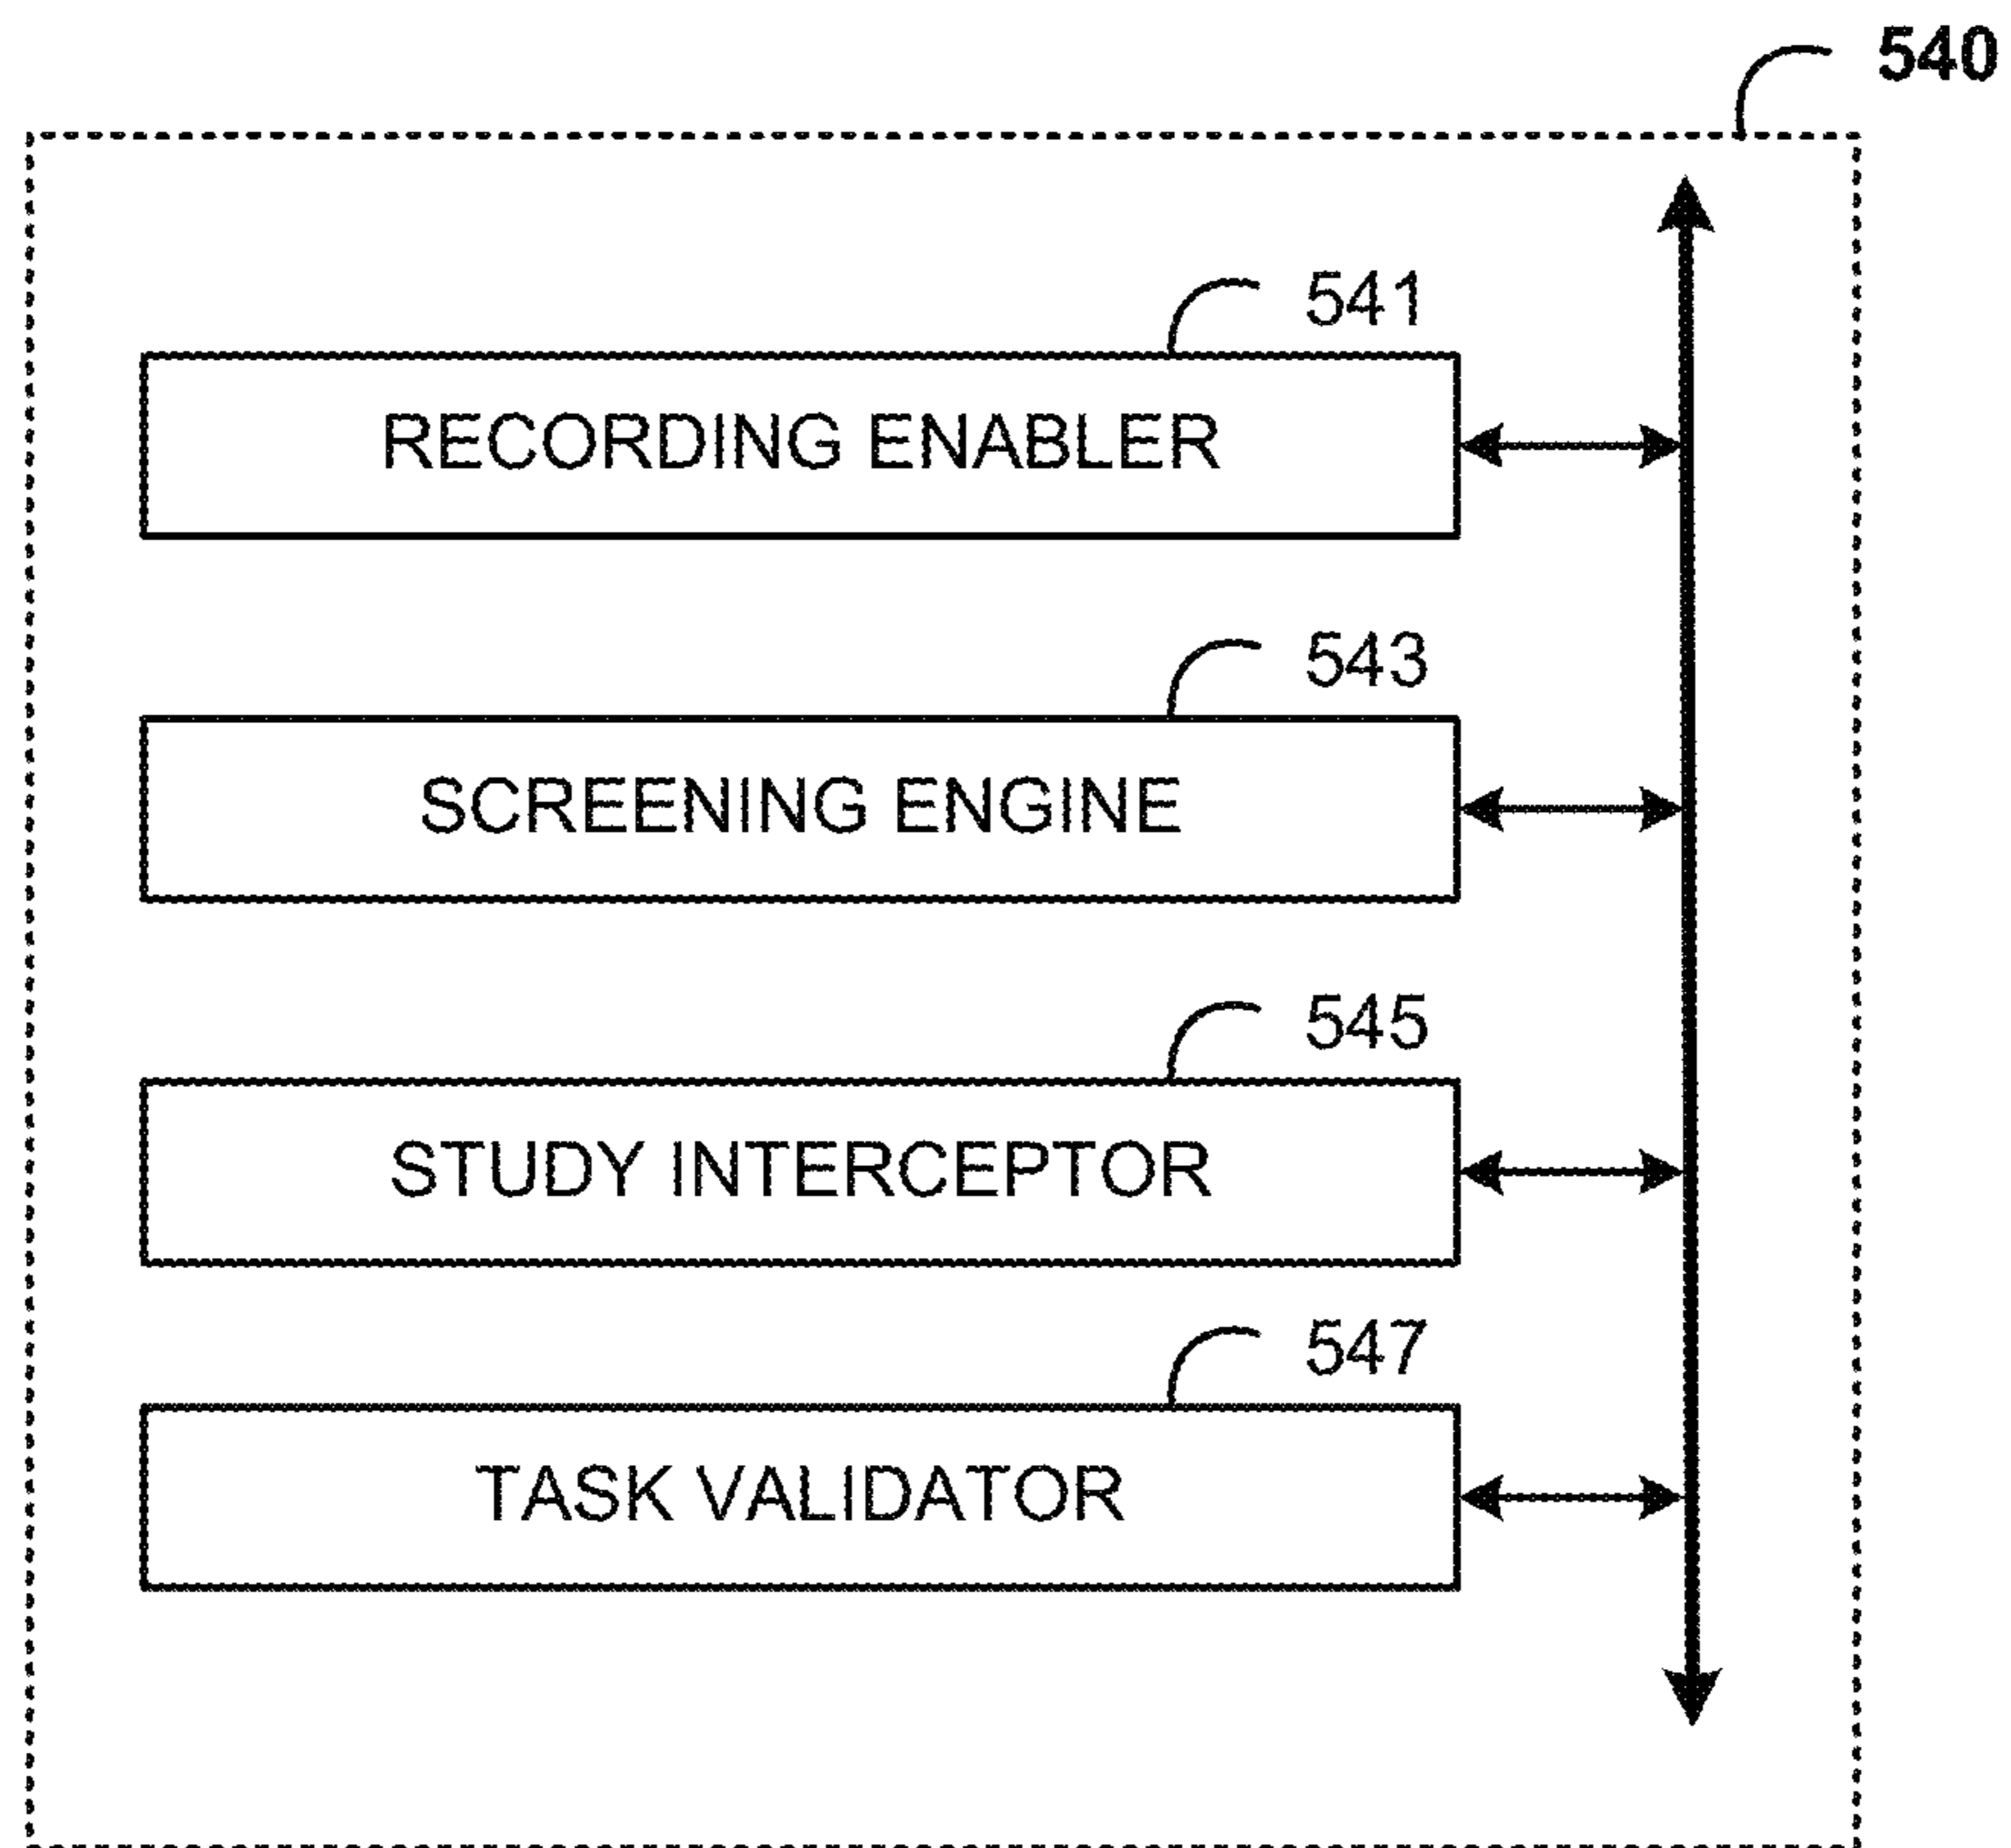 540
541
RECORDING ENABLER
543
SCREENING ENGINE
545
STUDY INTERCEPTOR
547
TASK VALIDATOR